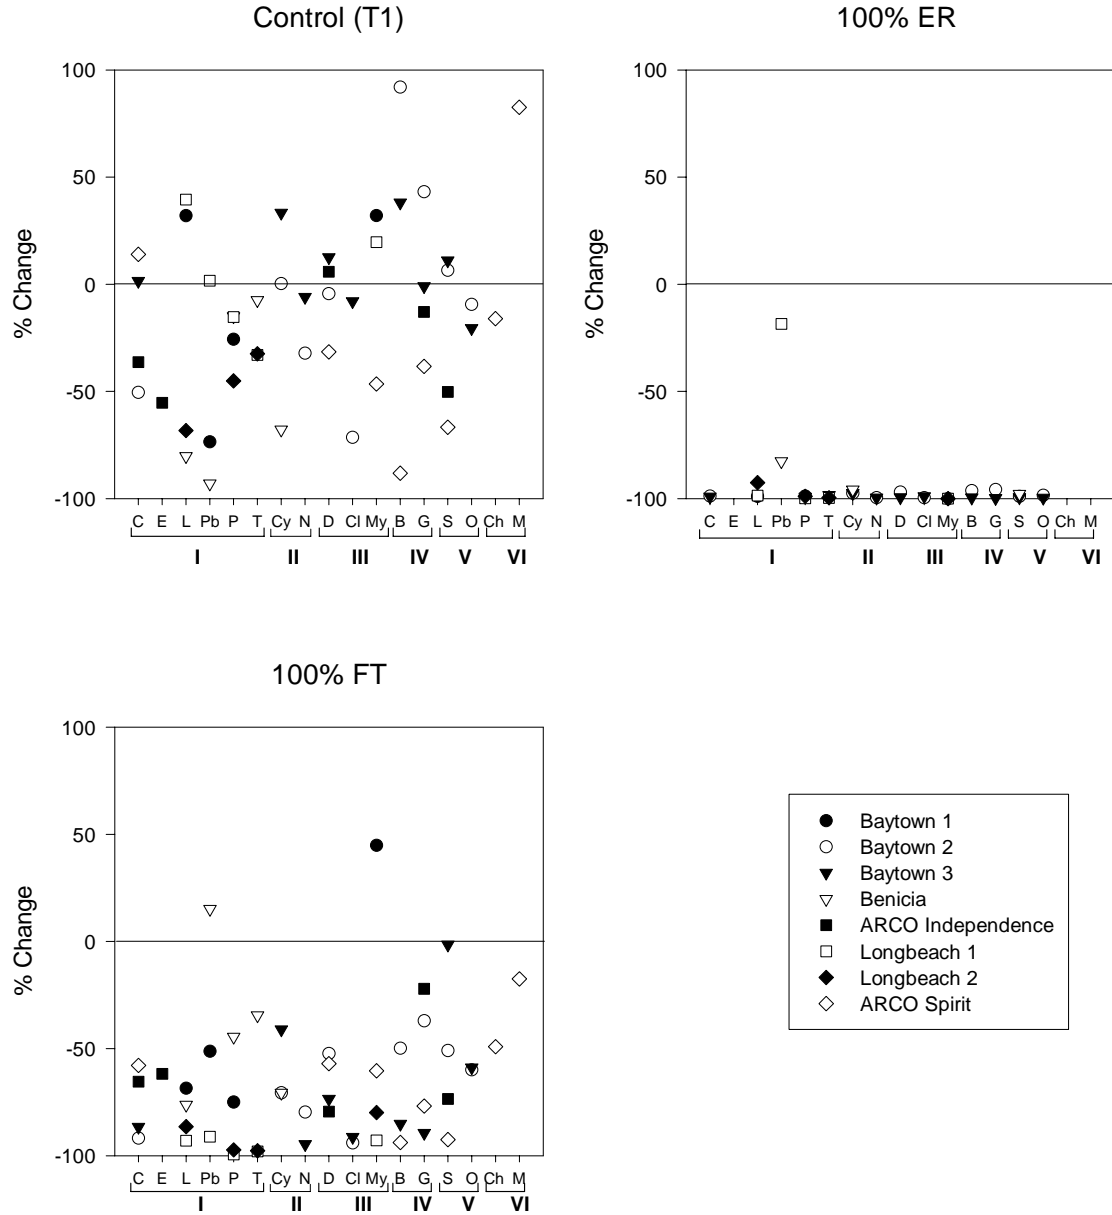 Control (T1)
100% ER
% Change
100
50
0
-50
-100
C E L Pb P T Cy N D Cl My B G S O Ch M
I II III IV V VI
% Change
100
50
0
-50
-100
C E L Pb P T Cy N D Cl My B G S O Ch M
I II III IV V VI
100% FT
% Change
100
50
0
-50
-100
C E L Pb P T Cy N D Cl My B G S O Ch M
I II III IV V VI
Baytown 1
Baytown 2
Baytown 3
Benicia
ARCO Independence
Longbeach 1
Longbeach 2
ARCO Spirit